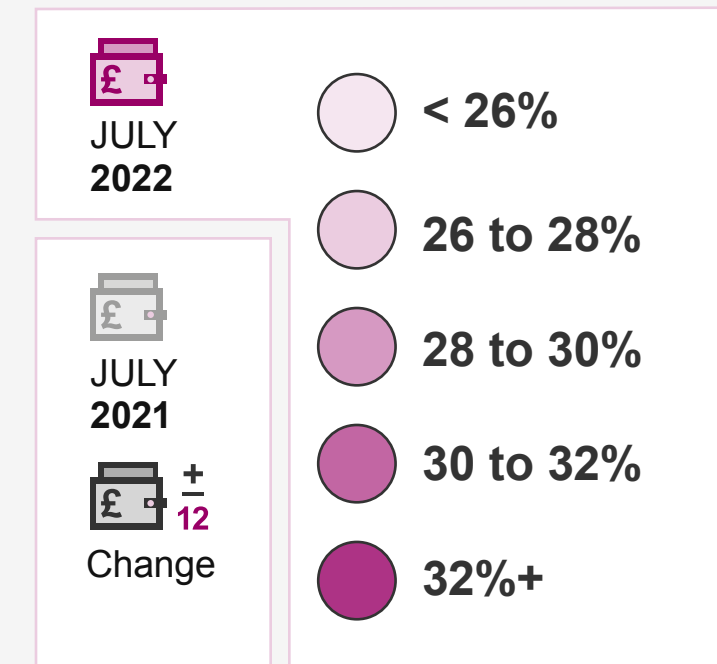 £
JULY
2022
£
JULY
2021
£
+
–
12
Change
< 26%
26 to 28%
28 to 30%
30 to 32%
32%+